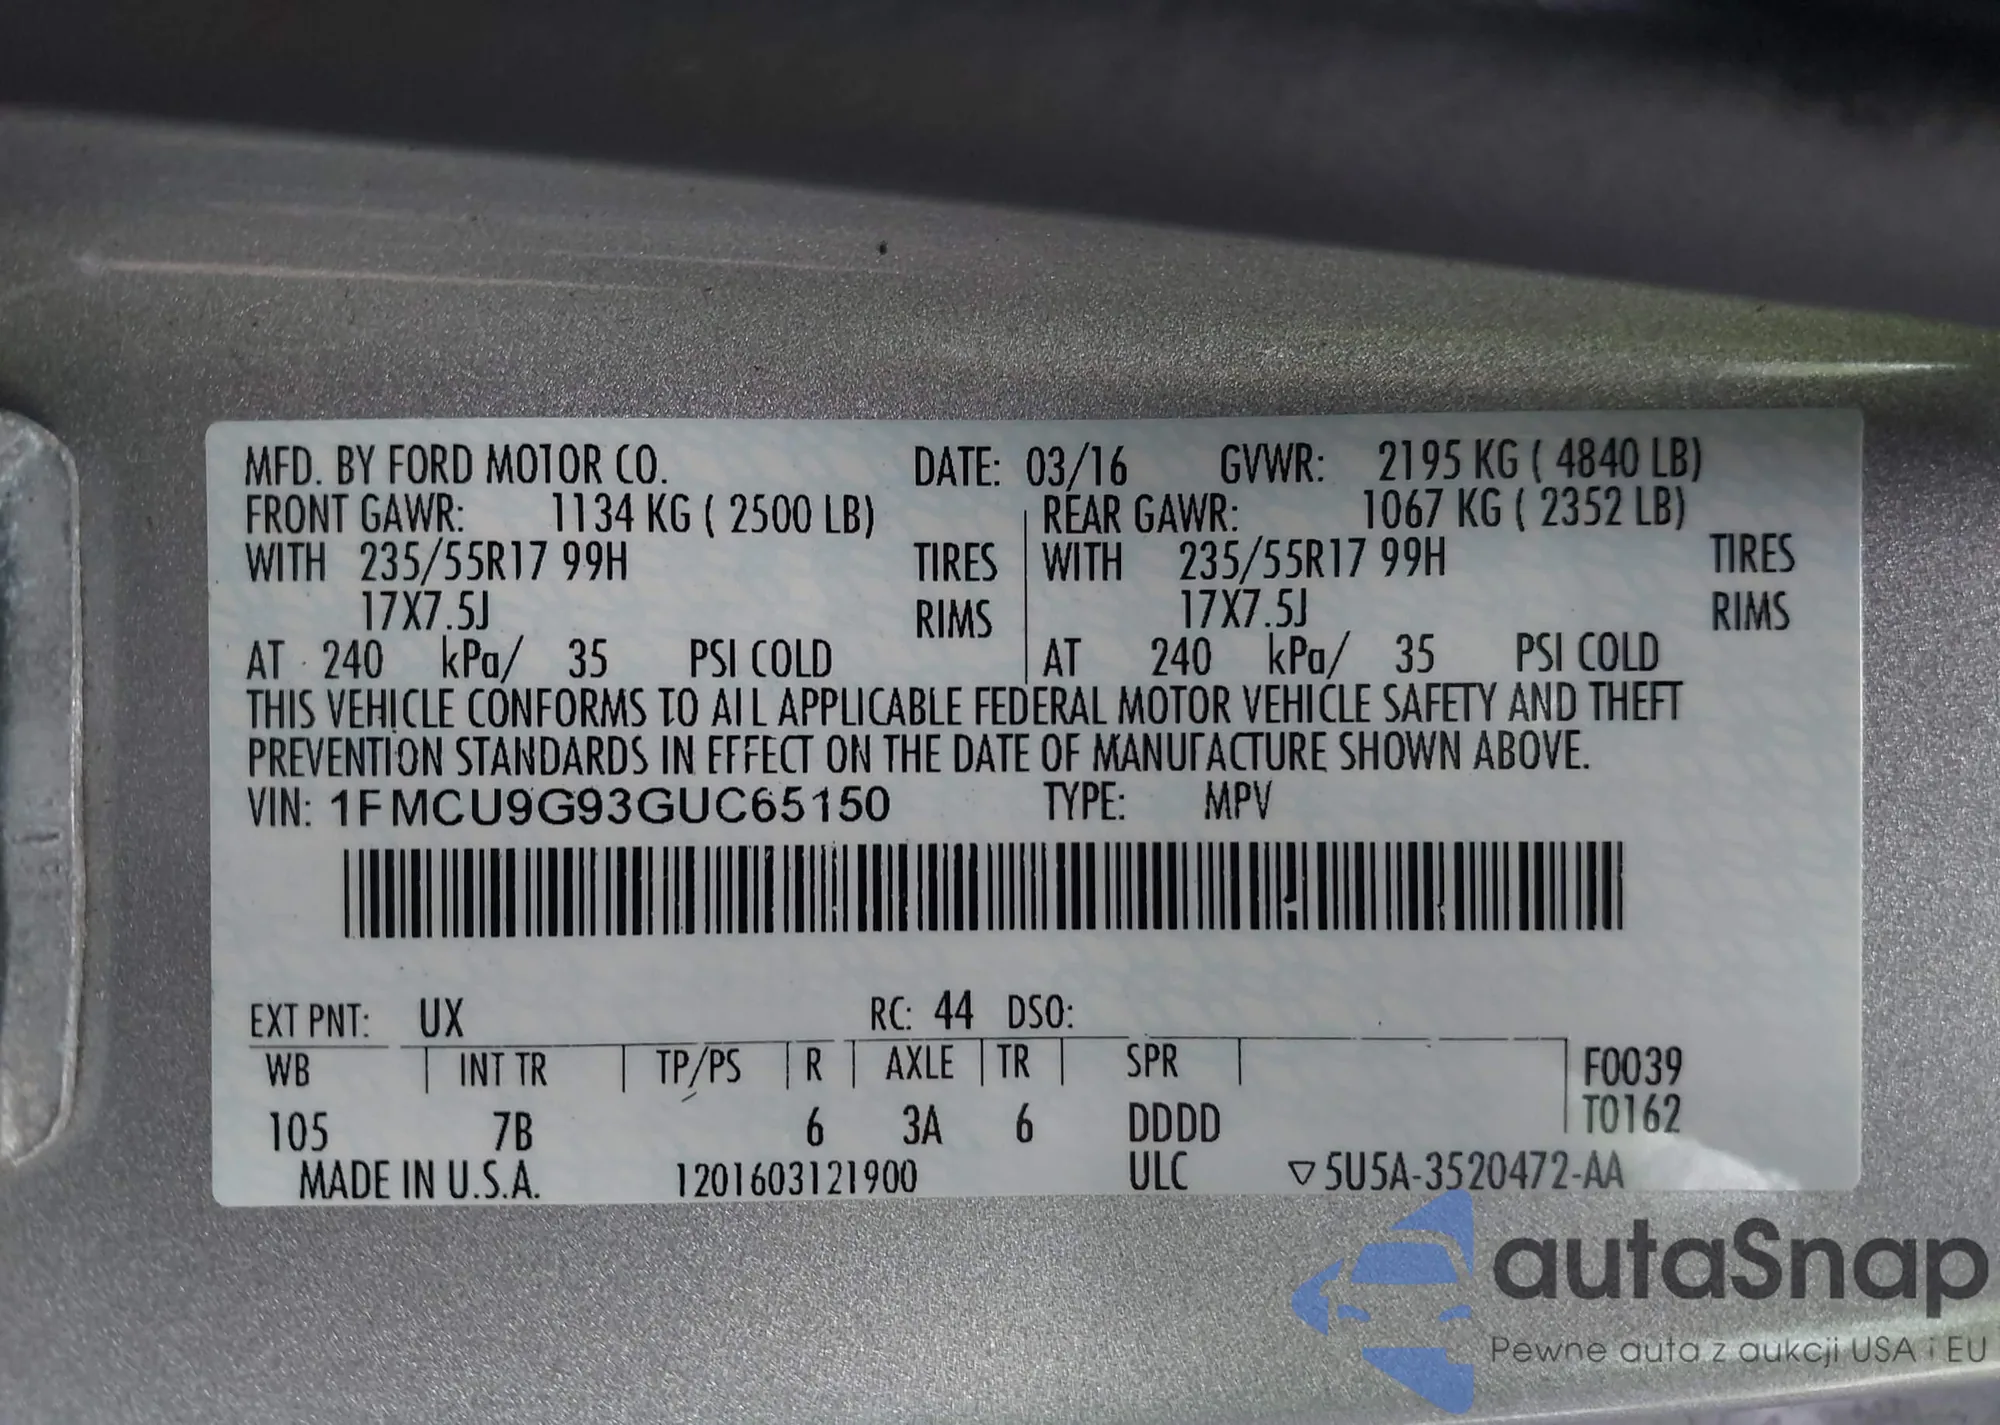 MFD. BY FORD MOTOR CO. DATE: 03/16 GVWR: 2195 KG ( 4840 LB)
FRONT GAWR: 1134 KG ( 2500 LB) REAR GAWR: 1067 KG ( 2352 LB)
WITH 235/55R17 99H TIRES WITH 235/55R17 99H TIRES
17X7.5J RIMS 17X7.5J RIMS
AT 240 kPa/ 35 PSI COLD AT 240 kPa/ 35 PSI COLD
THIS VEHICLE CONFORMS TO ALL APPLICABLE FEDERAL MOTOR VEHICLE SAFETY AND THEFT
PREVENTION STANDARDS IN EFFECT ON THE DATE OF MANUFACTURE SHOWN ABOVE.
VIN: 1FMCU9G93GUC65150 TYPE: MPV
EXT PNT: UX RC: 44 DSO:
WB INT TR TP/PS R AXLE TR SPR F0039
105 7B 6 3A 6 DDDD T0162
MADE IN U.S.A. 1201603121900 ULC ▽5U5A-3520472-AA
autaSnap
Pewne auta z aukcji USA i EU